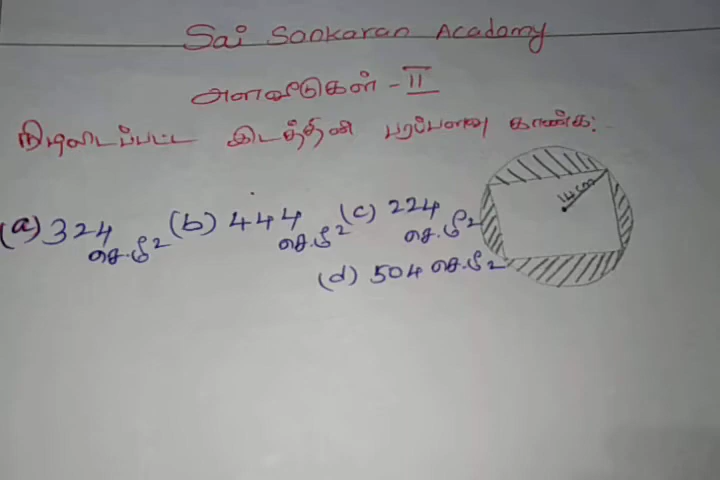 Sai Sankaran Academy
அளவீடுகள் - II
நிழலிடப்பட்ட இடத்தின் பரப்பளவு காண்க:
14 cm
(a) 324 செ.மீ² (b) 444 செ.மீ² (c) 224 செ.மீ²
(d) 504 செ.மீ²